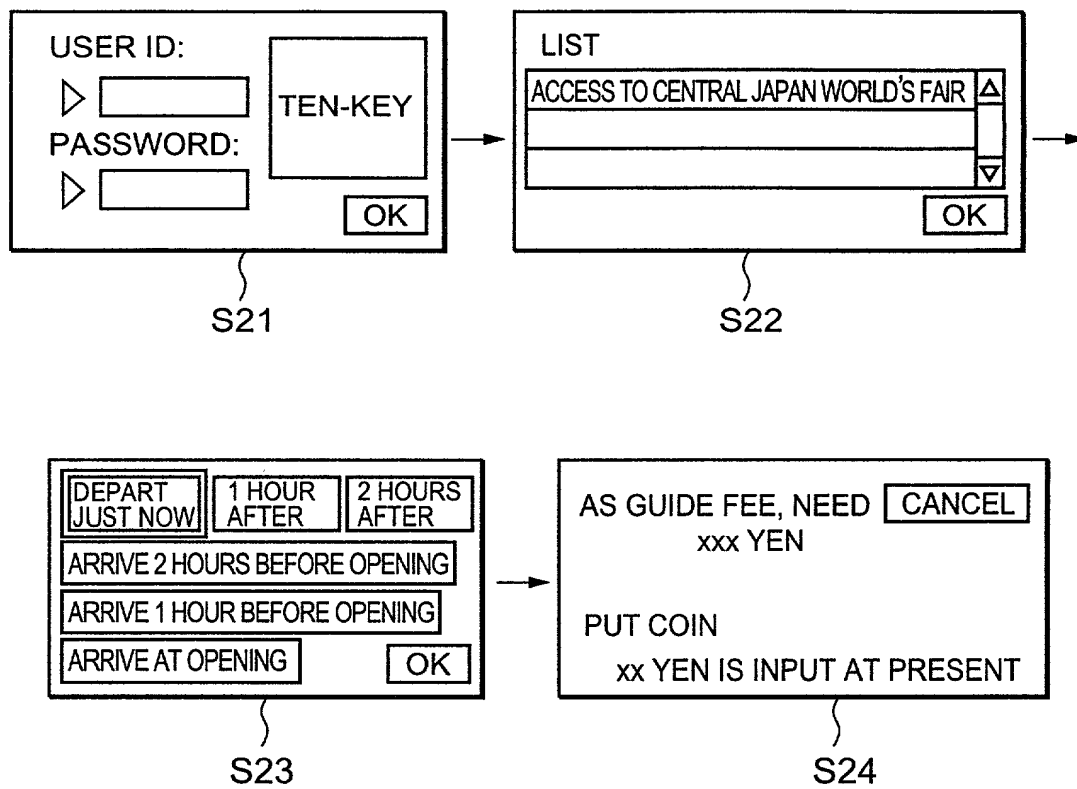 USER ID:
TEN-KEY
PASSWORD:
OK
S21
LIST
ACCESS TO CENTRAL JAPAN WORLD'S FAIR
OK
S22
DEPART
JUST NOW
1 HOUR
AFTER
2 HOURS
AFTER
ARRIVE 2 HOURS BEFORE OPENING
ARRIVE 1 HOUR BEFORE OPENING
ARRIVE AT OPENING
OK
S23
AS GUIDE FEE, NEED
xxx YEN
CANCEL
PUT COIN
xx YEN IS INPUT AT PRESENT
S24